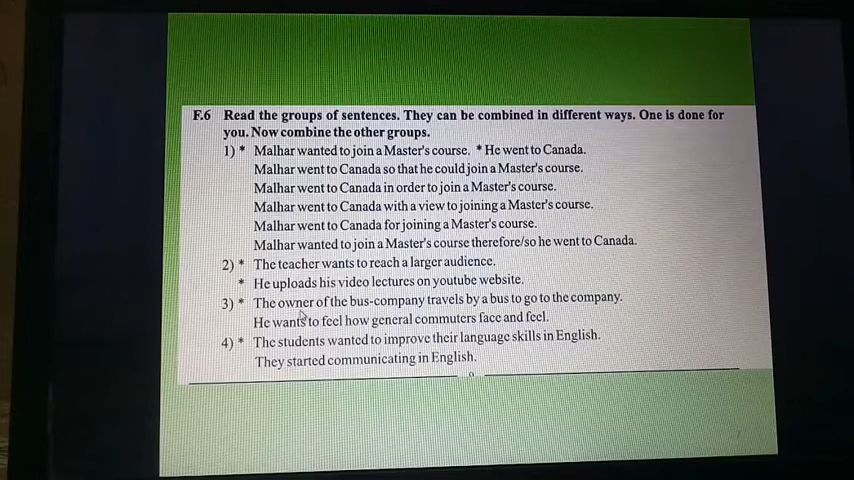 F.6 Read the groups of sentences. They can be combined in different ways. One is done for
you. Now combine the other groups.
1) * Malhar wanted to join a Master's course. * He went to Canada.
Malhar went to Canada so that he could join a Master's course.
Malhar went to Canada in order to join a Master's course.
Malhar went to Canada with a view to joining a Master's course.
Malhar went to Canada for joining a Master's course.
Malhar wanted to join a Master's course therefore/so he went to Canada.
2) * The teacher wants to reach a larger audience.
* He uploads his video lectures on youtube website.
3) * The owner of the bus-company travels by a bus to go to the company.
He wants to feel how general commuters face and feel.
4) * The students wanted to improve their language skills in English.
They started communicating in English.